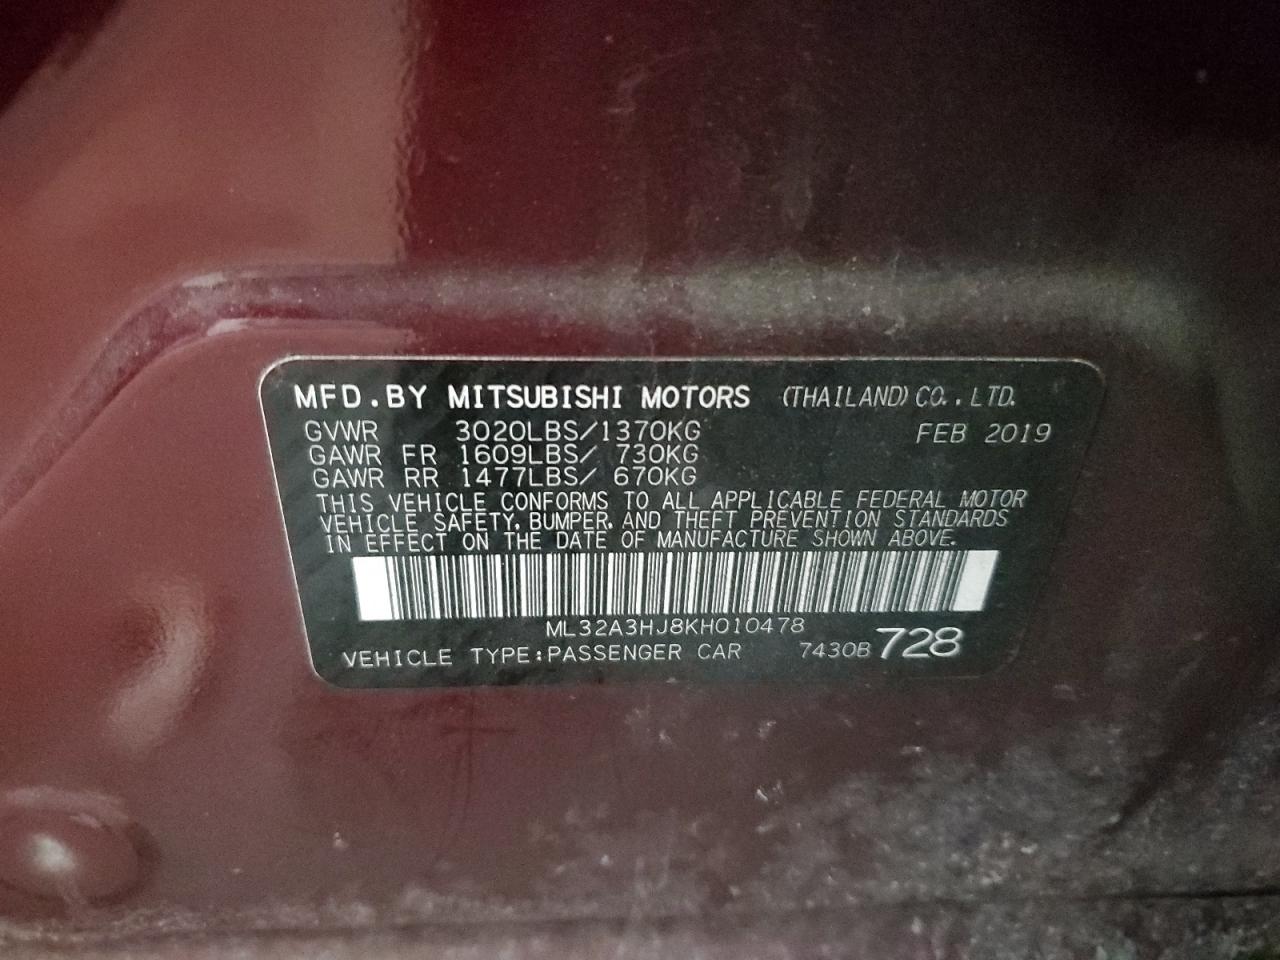 MFD.BY MITSUBISHI MOTORS (THAILAND) CO.,LTD.
GVWR 3020LBS/1370KG FEB 2019
GAWR FR 1609LBS/ 730KG
GAWR RR 1477LBS/ 670KG
THIS VEHICLE CONFORMS TO ALL APPLICABLE FEDERAL MOTOR
VEHICLE SAFETY, BUMPER, AND THEFT PREVENTION STANDARDS
IN EFFECT ON THE DATE OF MANUFACTURE SHOWN ABOVE.
ML32A3HJ8KH010478
VEHICLE TYPE:PASSENGER CAR 7430B 728